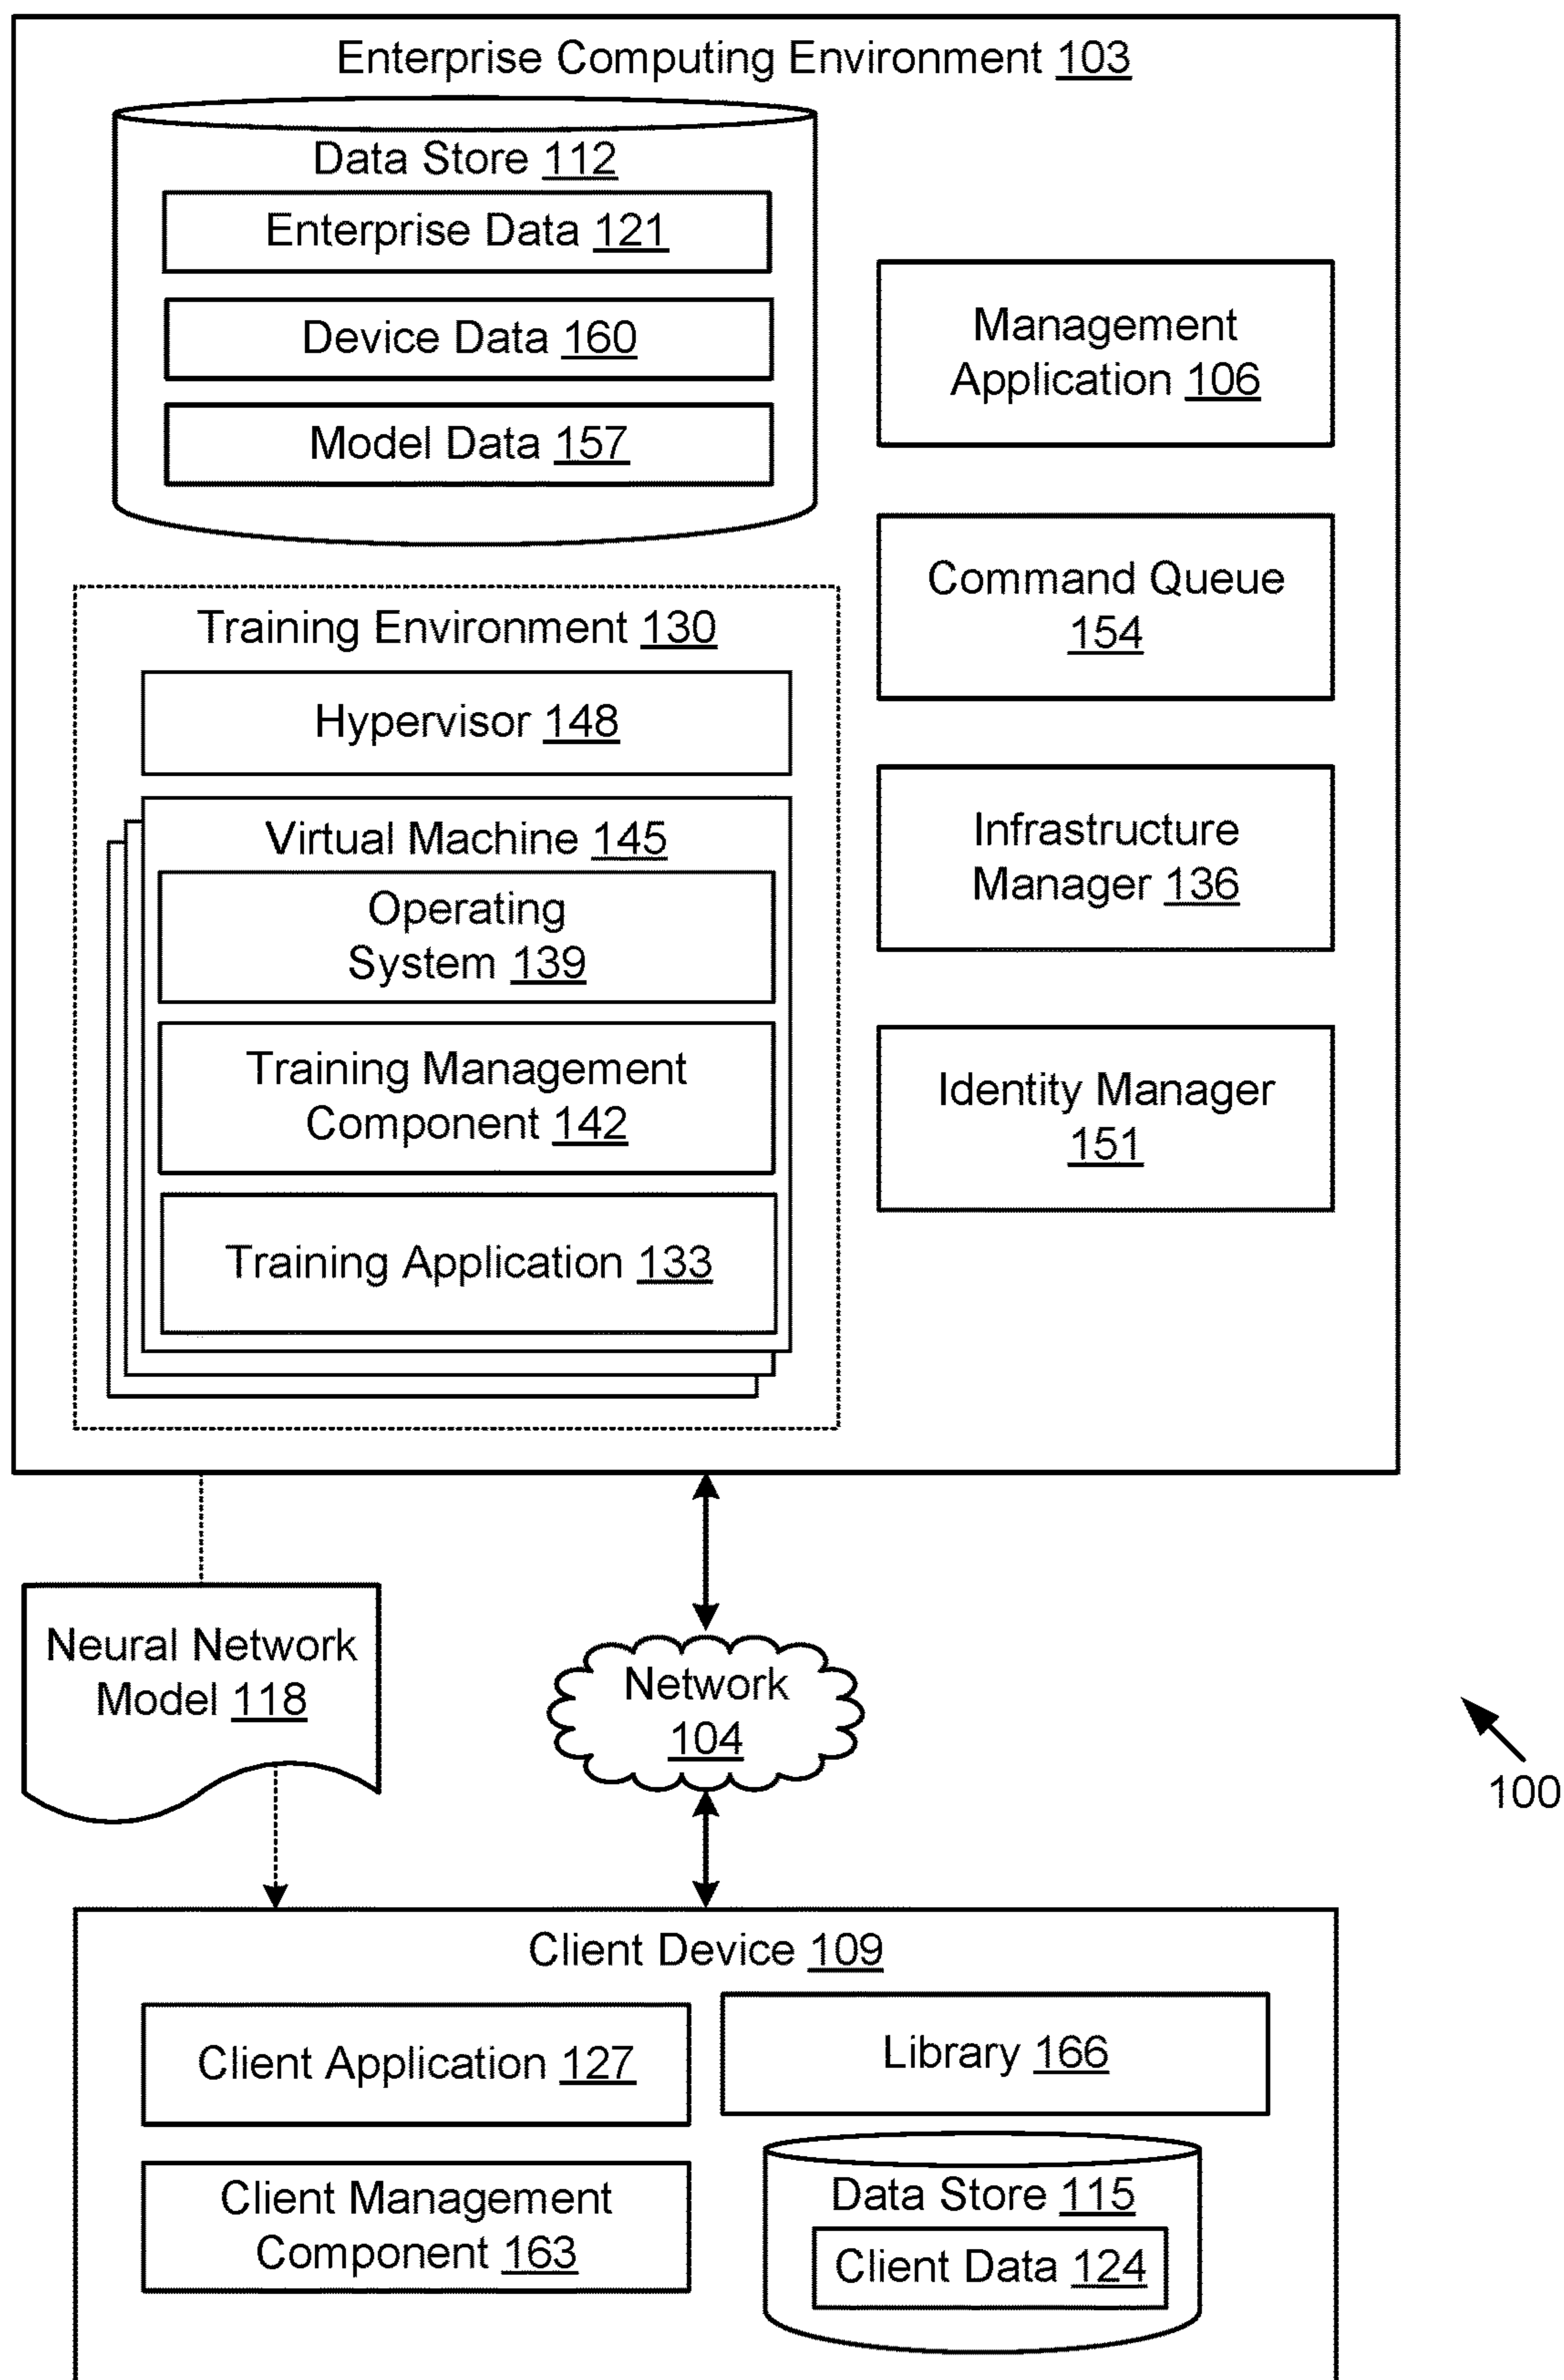 Enterprise Computing Environment 103
Data Store 112
Enterprise Data 121
Device Data 160
Model Data 157
Management
Application 106
Command Queue
154
Infrastructure
Manager 136
Identity Manager
151
Training Environment 130
Hypervisor 148
Virtual Machine 145
Operating
System 139
Training Management
Component 142
Training Application 133
Neural Network
Model 118
Network
104
100
Client Device 109
Client Application 127
Library 166
Client Management
Component 163
Data Store 115
Client Data 124